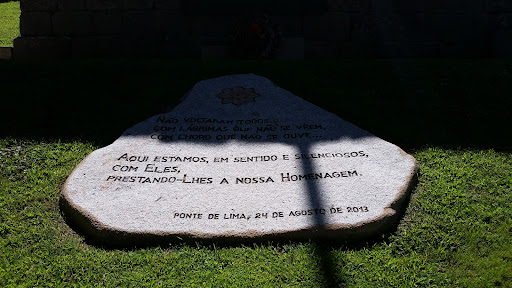 NÃO VOLTARAM TODOS...
COM LÁGRIMAS QUE NÃO SE VÊEM,
COM CHORO QUE NÃO SE OUVE...
AQUI ESTAMOS, EM SENTIDO E SILENCIOSOS,
COM ELES,
PRESTANDO-LHES A NOSSA HOMENAGEM.
PONTE DE LIMA, 24 DE AGOSTO DE 2013